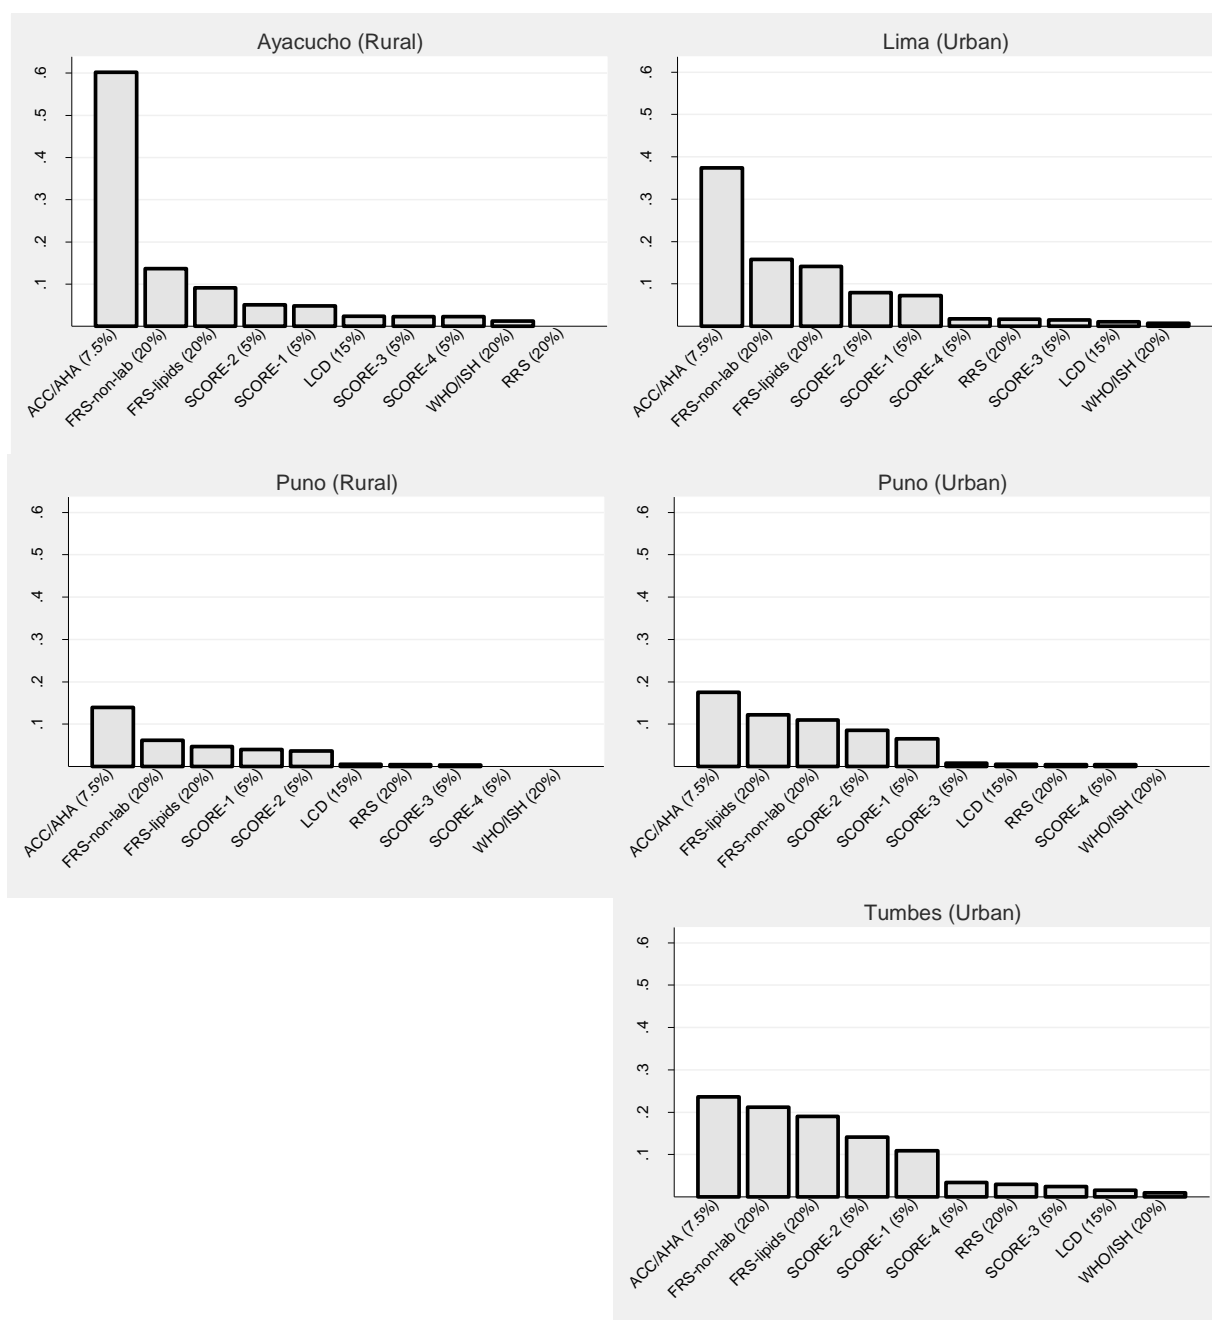 Ayacucho (Rural)
.6
.5
.4
.3
.2
.1
ACC/AHA (7.5%)
FRS-non-lab (20%)
FRS-lipids (20%)
SCORE-2 (5%)
SCORE-1 (5%)
LCD (15%)
SCORE-3 (5%)
SCORE-4 (5%)
WHO/ISH (20%)
RRS (20%)
Lima (Urban)
.6
.5
.4
.3
.2
.1
ACC/AHA (7.5%)
FRS-non-lab (20%)
FRS-lipids (20%)
SCORE-2 (5%)
SCORE-1 (5%)
SCORE-4 (5%)
RRS (20%)
SCORE-3 (5%)
LCD (15%)
WHO/ISH (20%)
Puno (Rural)
.6
.5
.4
.3
.2
.1
ACC/AHA (7.5%)
FRS-non-lab (20%)
FRS-lipids (20%)
SCORE-1 (5%)
SCORE-2 (5%)
LCD (15%)
RRS (20%)
SCORE-3 (5%)
SCORE-4 (5%)
WHO/ISH (20%)
Puno (Urban)
.6
.5
.4
.3
.2
.1
ACC/AHA (7.5%)
FRS-lipids (20%)
FRS-non-lab (20%)
SCORE-2 (5%)
SCORE-1 (5%)
SCORE-3 (5%)
LCD (15%)
RRS (20%)
SCORE-4 (5%)
WHO/ISH (20%)
Tumbes (Urban)
.6
.5
.4
.3
.2
.1
ACC/AHA (7.5%)
FRS-non-lab (20%)
FRS-lipids (20%)
SCORE-2 (5%)
SCORE-1 (5%)
SCORE-4 (5%)
RRS (20%)
SCORE-3 (5%)
LCD (15%)
WHO/ISH (20%)